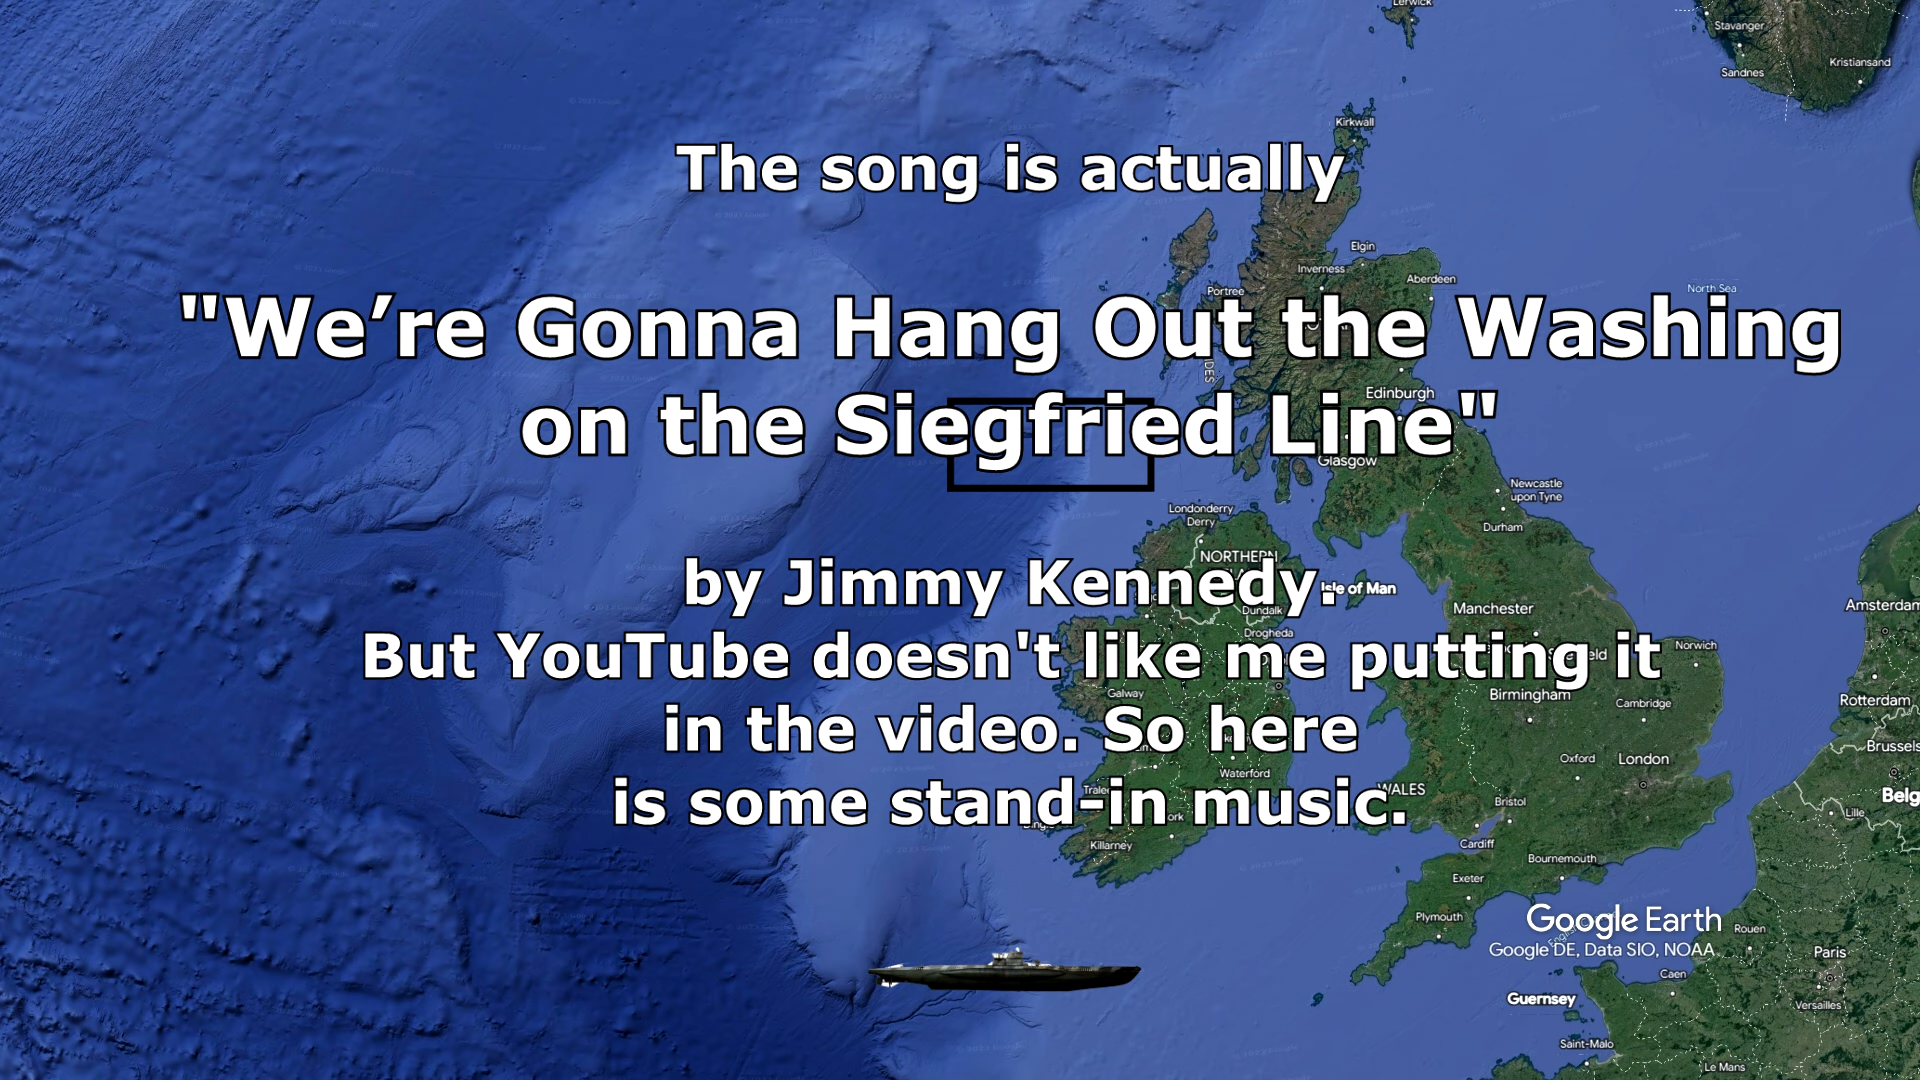 Lerwick
Stavanger
Kristiansand
Sandnes
Kirkwall
The song is actually
Elgin
Inverness
Aberdeen
Portree
North Sea
"We’re Gonna Hang Out the Washing
on the Siegfried Line"
Edinburgh
Glasgow
Newcastle
upon Tyne
Londonderry
Derry
Durham
NORTHERN
by Jimmy Kennedy.
Isle of Man
Manchester
Amsterdam
Dundalk
Drogheda
But YouTube doesn't like me putting it
Norwich
Galway
Birmingham
Cambridge
Rotterdam
in the video. So here
Brussels
Oxford
London
Waterford
WALES
is some stand-in music.
Bristol
Belg
Lille
Killarney
Cardiff
Bournemouth
Exeter
Plymouth
Google Earth
Rouen
Google DE, Data SIO, NOAA
Paris
Caen
Guernsey
Versailles
Saint-Malo
Le Mans